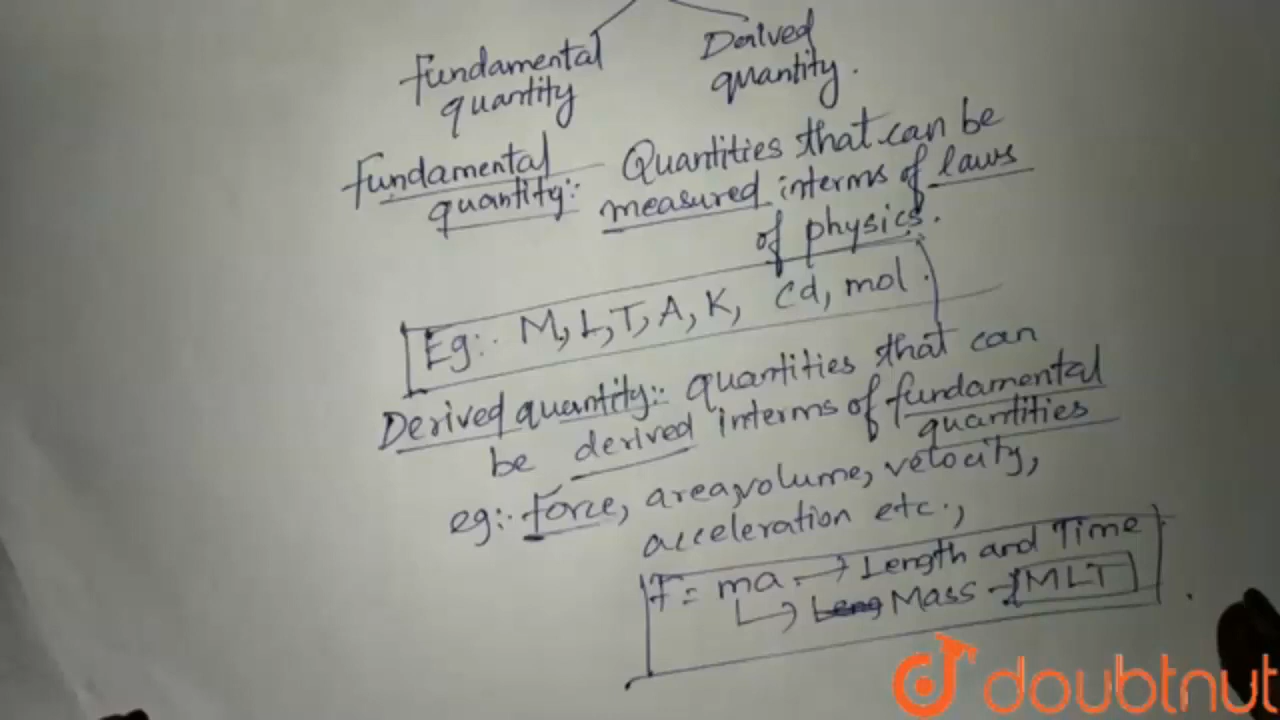 Fundamental
quantity
Derived
quantity.
Fundamental
quantity:- Quantities that can be
measured interms of laws
of physics.
Eg:- M, L, T, A, K, Cd, mol.
Derived quantity:- quantities that can
be derived interms of fundamental
quantities
eg:- force, area, volume, velocity,
acceleration etc.,
F = ma → Length and Time
↳ Leng Mass → MLT
doubtnut